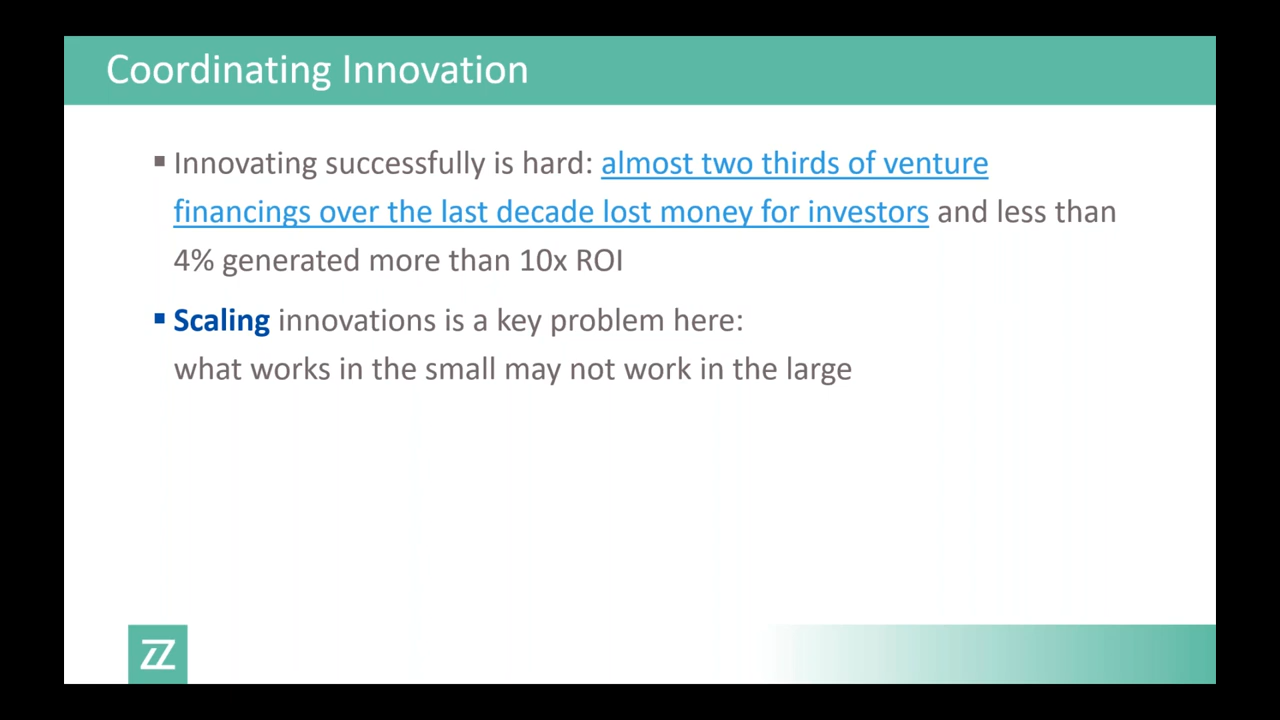 Coordinating Innovation
▪ Innovating successfully is hard: almost two thirds of venture
financings over the last decade lost money for investors and less than
4% generated more than 10x ROI
▪ Scaling innovations is a key problem here:
what works in the small may not work in the large
ZZ